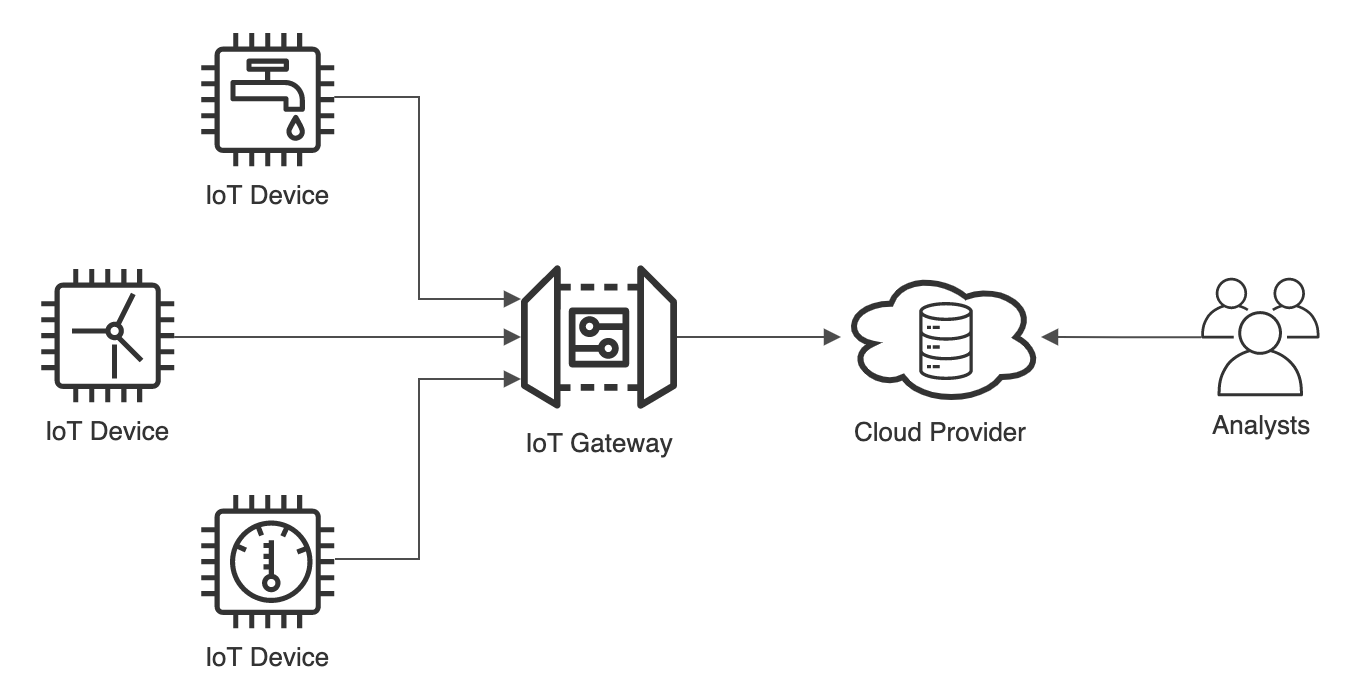 IoT Device
IoT Device
IoT Gateway
Cloud Provider
Analysts
IoT Device